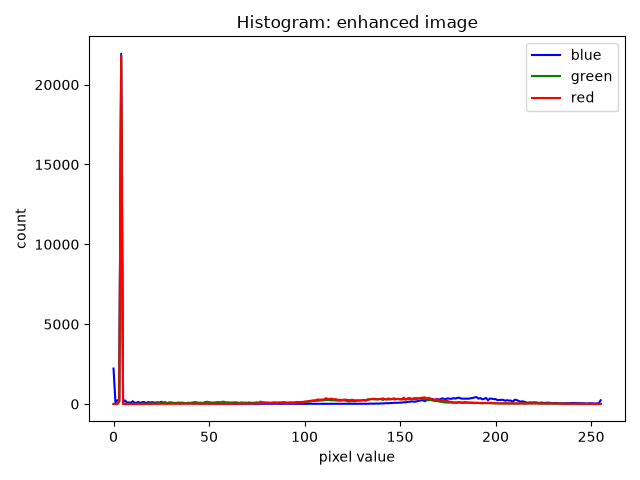 Histogram: enhanced image
blue
green
red
20000
15000
10000
5000
0
count
0 50 100 150 200 250
pixel value